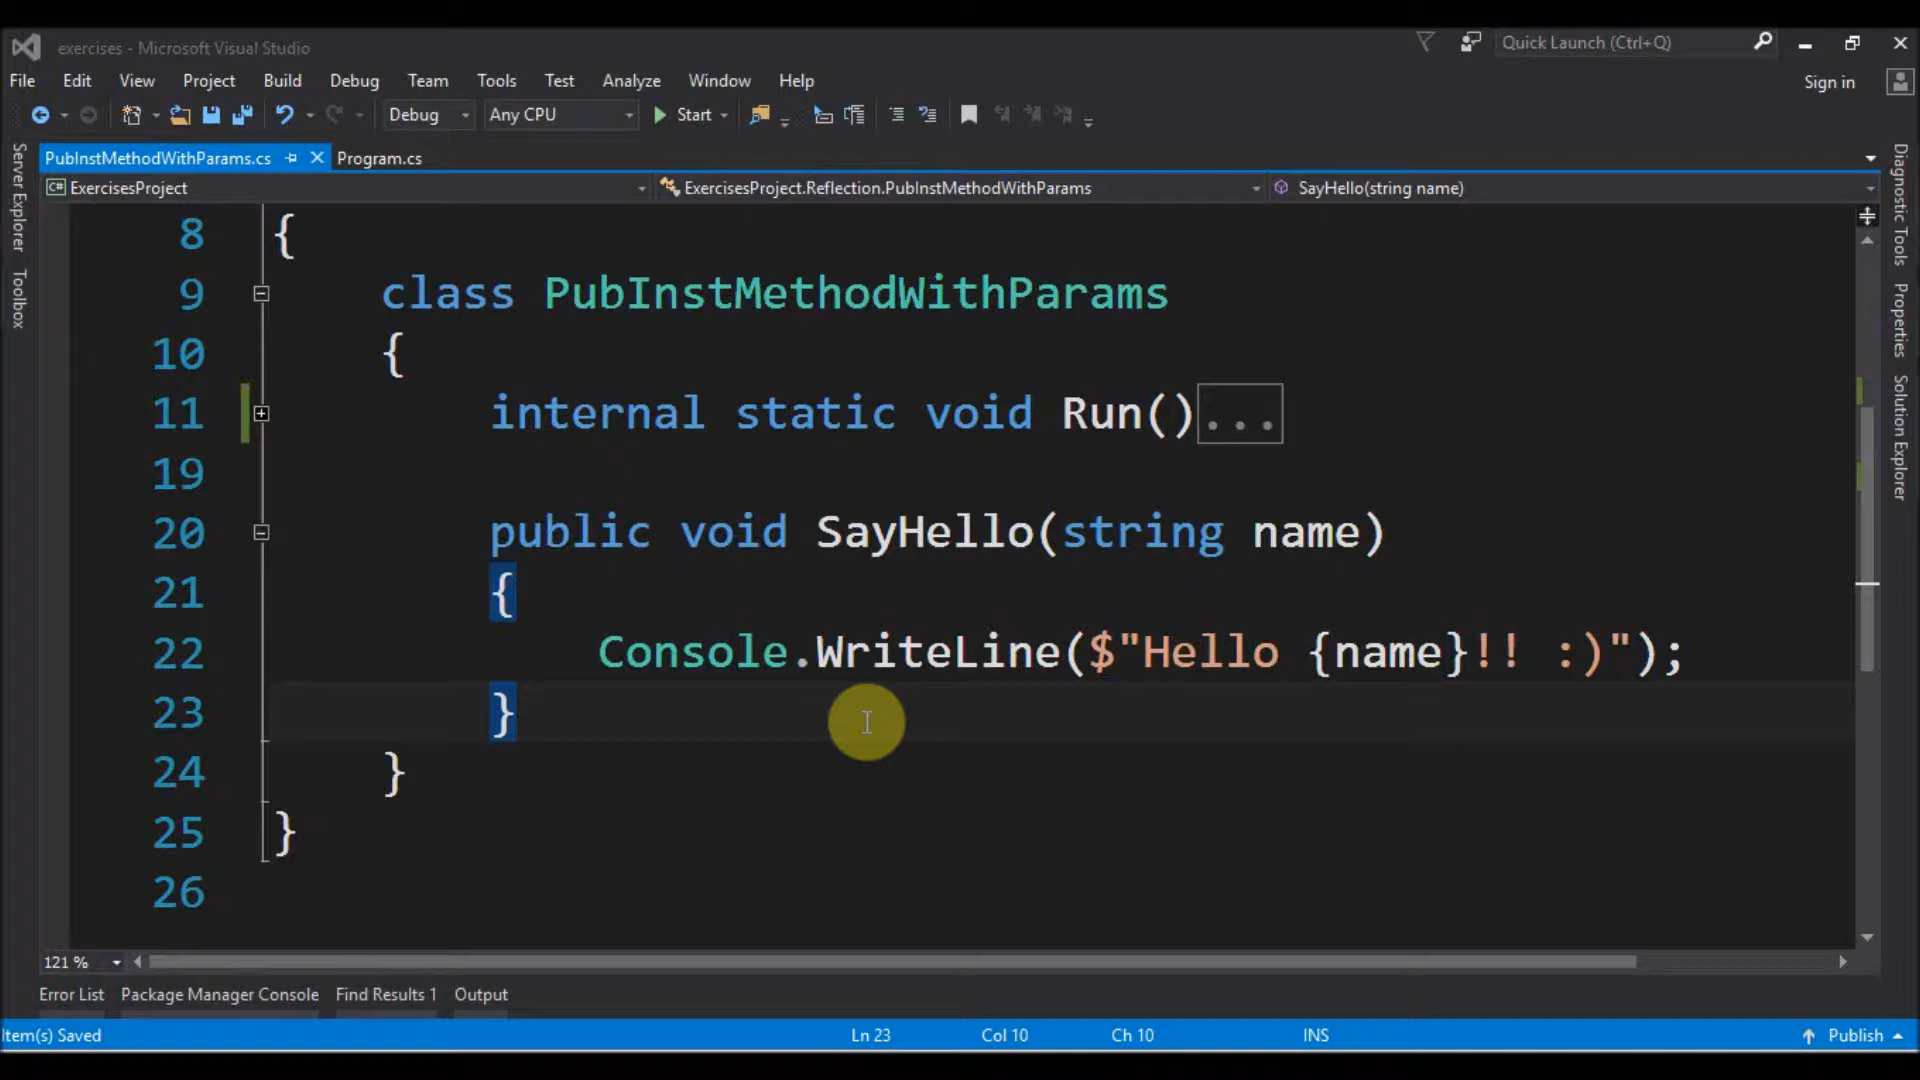 exercises - Microsoft Visual Studio
Quick Launch (Ctrl+Q)
File Edit View Project Build Debug Team Tools Test Analyze Window Help
Sign in
Debug Any CPU Start
PubInstMethodWithParams.cs Program.cs
C# ExercisesProject ExercisesProject.Reflection.PubInstMethodWithParams SayHello(string name)
Server Explorer
Toolbox
8 {
9 class PubInstMethodWithParams
10 {
11 internal static void Run()...
19
20 public void SayHello(string name)
21 {
22 Console.WriteLine($"Hello {name}!! :)");
23 }
24 }
25 }
26
Diagnostic Tools
Properties
Solution Explorer
121 %
Error List Package Manager Console Find Results 1 Output
Item(s) Saved Ln 23 Col 10 Ch 10 INS Publish